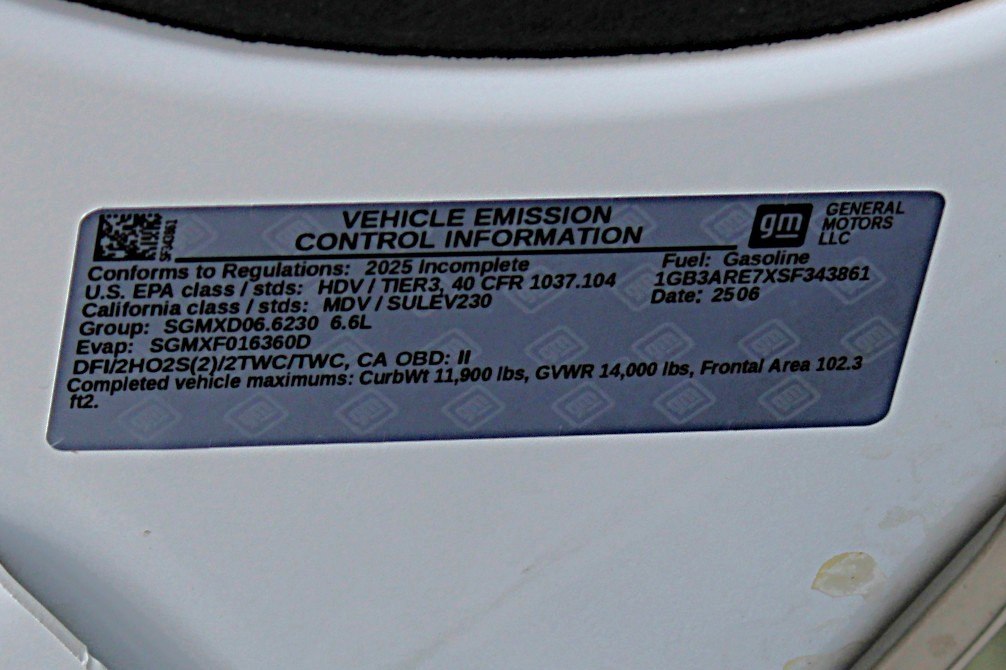 VEHICLE EMISSION
CONTROL INFORMATION
gm
GENERAL
MOTORS
LLC
SF343861
Conforms to Regulations: 2025 Incomplete
Fuel: Gasoline
U.S. EPA class / stds: HDV / TIER3, 40 CFR 1037.104
1GB3ARE7XSF343861
California class / stds: MDV / SULEV230
Date: 2506
Group: SGMXD06.6230 6.6L
Evap: SGMXF016360D
DFI/2HO2S(2)/2TWC/TWC, CA OBD: II
Completed vehicle maximums: CurbWt 11,900 lbs, GVWR 14,000 lbs, Frontal Area 102.3
ft2.